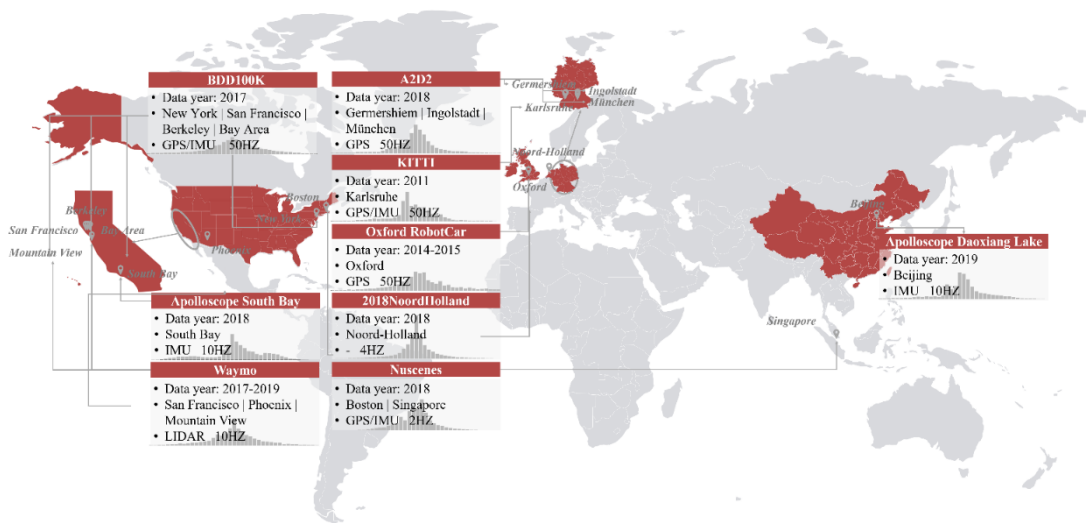 BDD100K
• Data year: 2017
• New York | San Francisco |
Berkeley | Bay Area
• GPS/IMU 50HZ
A2D2
• Data year: 2018
• Germershiem | Ingolstadt |
München
• GPS 50HZ
KITTI
• Data year: 2011
• Karlsruhe
• GPS/IMU 50HZ
Oxford RobotCar
• Data year: 2014-2015
• Oxford
• GPS 50HZ
Apolloscope South Bay
• Data year: 2018
• South Bay
• IMU 10HZ
2018NoordHolland
• Data year: 2018
• Noord-Holland
• - 4HZ
Waymo
• Data year: 2017-2019
• San Francisco | Phoenix |
Mountain View
• LIDAR 10HZ
Nuscenes
• Data year: 2018
• Boston | Singapore
• GPS/IMU 2HZ
Apolloscope Daoxiang Lake
• Data year: 2019
• Beijing
• IMU 10HZ
Germershiem
Ingolstadt
München
Karlsruhe
Noord-Holland
Oxford
Boston
New York
Berkeley
San Francisco
Bay Area
Mountain View
Phoenix
South Bay
Beijing
Singapore